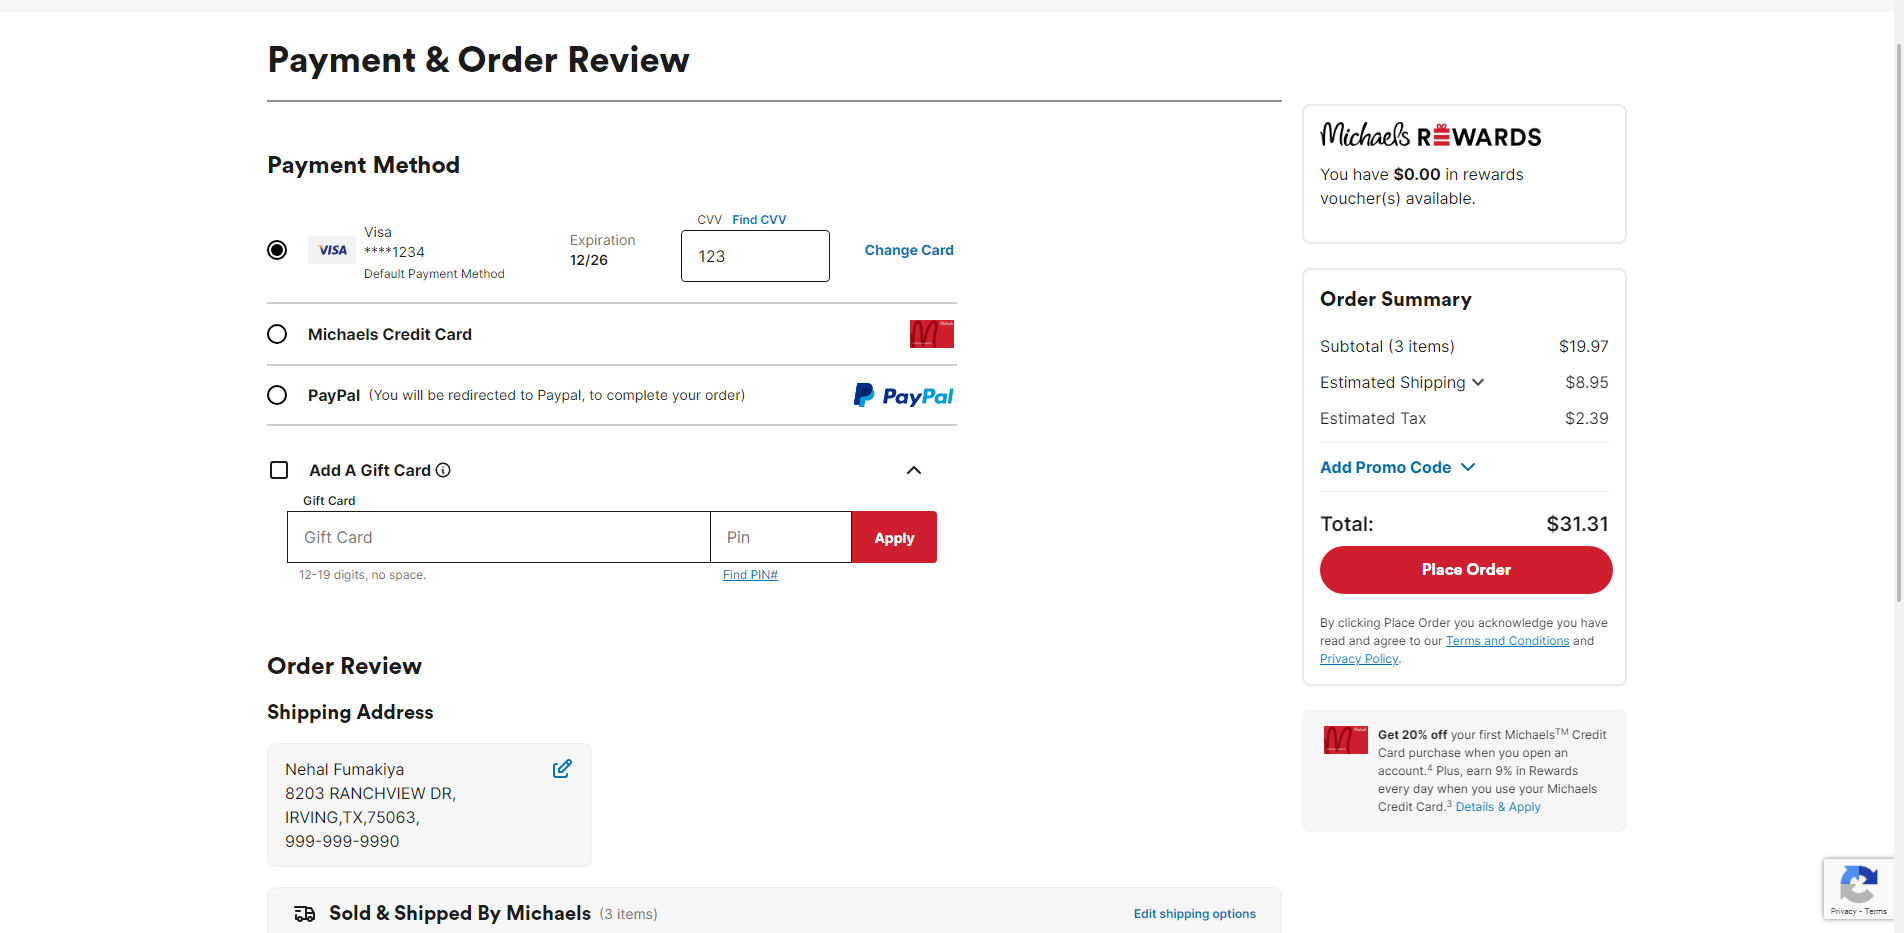 Payment & Order Review
Payment Method
VISA
Visa
****1234
Default Payment Method
Expiration
12/26
CVV Find CVV
123
Change Card
Michaels Credit Card
PayPal (You will be redirected to Paypal, to complete your order)
PayPal
Add A Gift Card
Gift Card
Gift Card
Pin
Apply
12-19 digits, no space.
Find PIN#
Order Review
Shipping Address
Nehal Fumakiya
8203 RANCHVIEW DR,
IRVING,TX,75063,
999-999-9990
Sold & Shipped By Michaels (3 items)
Edit shipping options
Michaels REWARDS
You have $0.00 in rewards
voucher(s) available.
Order Summary
Subtotal (3 items) $19.97
Estimated Shipping $8.95
Estimated Tax $2.39
Add Promo Code
Total: $31.31
Place Order
By clicking Place Order you acknowledge you have
read and agree to our Terms and Conditions and
Privacy Policy.
Get 20% off your first Michaels™ Credit
Card purchase when you open an
account.⁴ Plus, earn 9% in Rewards
every day when you use your Michaels
Credit Card.³ Details & Apply
Privacy - Terms